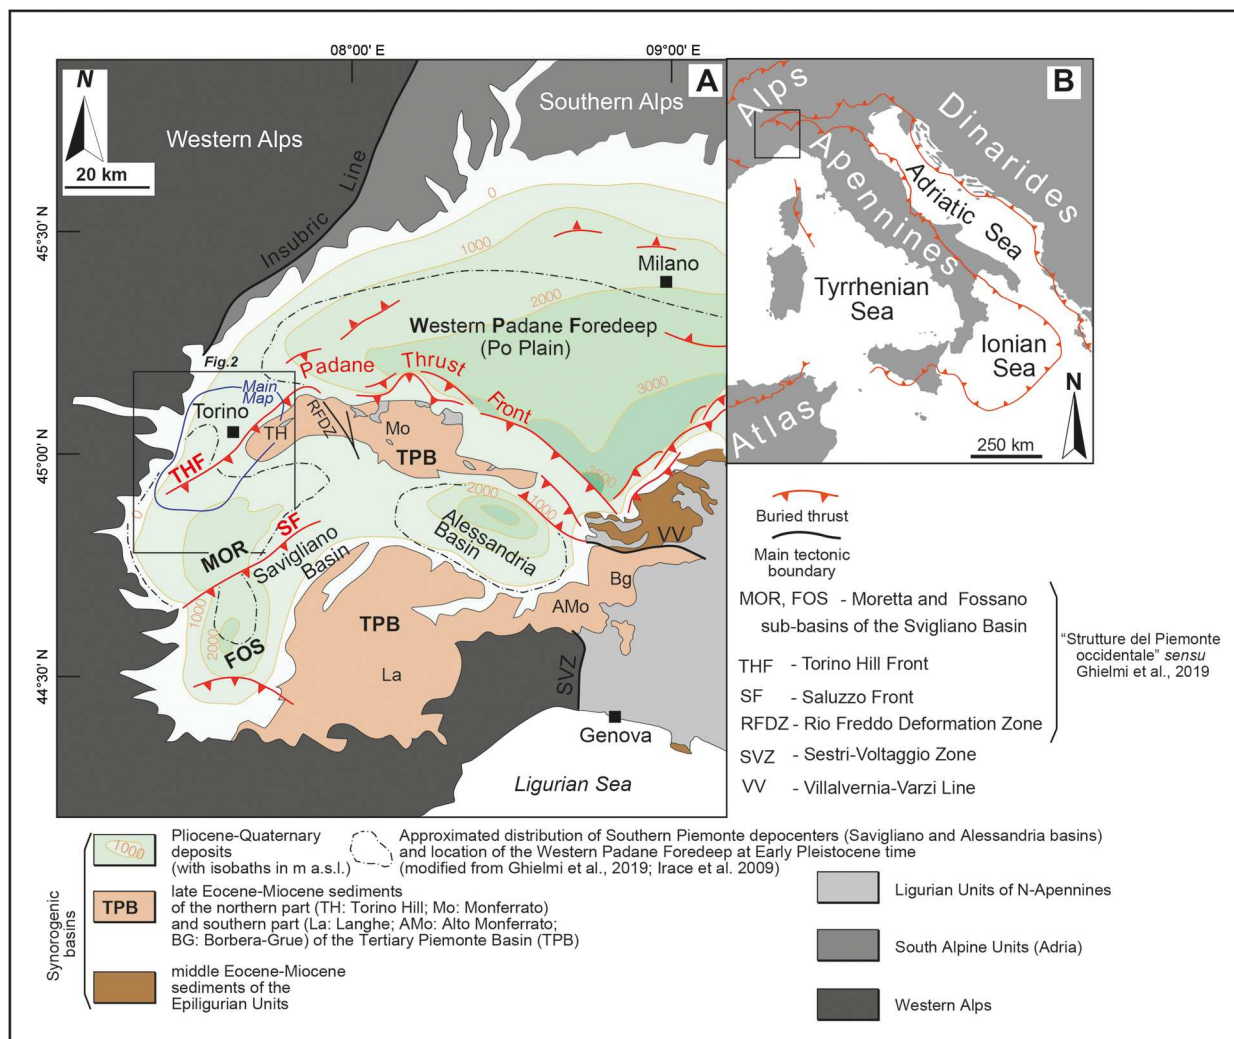 08°00' E
09°00' E
N
20 km
A
Southern Alps
Western Alps
Insubric Line
45°30' N
45°00' N
44°30' N
0
1000
2000
Milano
Western Padane Foredeep
(Po Plain)
3000
Fig.2
Main
Map
Padane Thrust Front
Torino
TH
RFDZ
Mo
TPB
THF
0
2000
1000
Alessandria
Basin
SF
MOR
Savigliano
Basin
VV
Bg
AMo
1000
2000
FOS
TPB
La
SVZ
Genova
Ligurian Sea
B
Alps
Dinarides
Apennines
Adriatic Sea
Tyrrhenian
Sea
Ionian
Sea
Atlas
N
250 km
Buried thrust
Main tectonic
boundary
MOR, FOS - Moretta and Fossano
sub-basins of the Svigliano Basin
THF - Torino Hill Front
SF - Saluzzo Front
RFDZ - Rio Freddo Deformation Zone
SVZ - Sestri-Voltaggio Zone
VV - Villalvernia-Varzi Line
"Strutture del Piemonte
occidentale" sensu
Ghielmi et al., 2019
Synorogenic
basins
1000
Pliocene-Quaternary
deposits
(with isobaths in m a.s.l.)
Approximated distribution of Southern Piemonte depocenters (Savigliano and Alessandria basins)
and location of the Western Padane Foredeep at Early Pleistocene time
(modified from Ghielmi et al., 2019; Irace et al. 2009)
TPB
late Eocene-Miocene sediments
of the northern part (TH: Torino Hill; Mo: Monferrato)
and southern part (La: Langhe; AMo: Alto Monferrato;
BG: Borbera-Grue) of the Tertiary Piemonte Basin (TPB)
middle Eocene-Miocene
sediments of the
Epiligurian Units
Ligurian Units of N-Apennines
South Alpine Units (Adria)
Western Alps